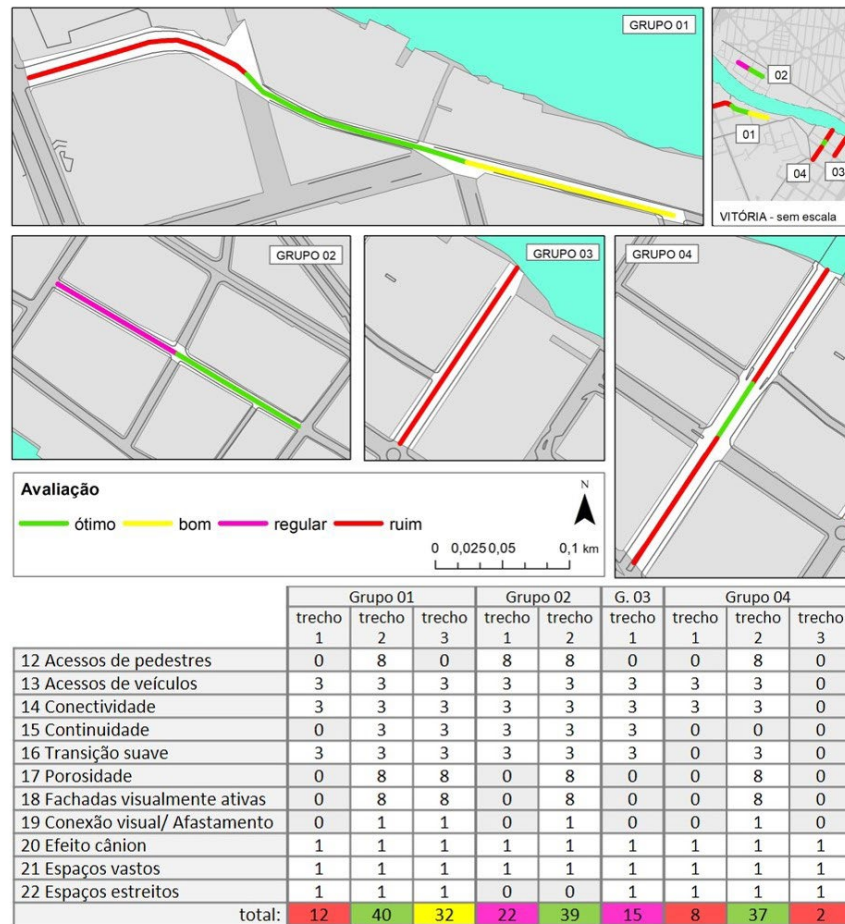 GRUPO 01
02
01
04
03
VITÓRIA - sem escala
GRUPO 02
GRUPO 03
GRUPO 04
Avaliação
ótimo bom regular ruim
N
0 0,025 0,05 0,1 km
Grupo 01 Grupo 02 G. 03 Grupo 04
trecho 1 trecho 2 trecho 3 trecho 1 trecho 2 trecho 1 trecho 1 trecho 2 trecho 3
12 Acessos de pedestres 0 8 0 8 8 0 0 8 0
13 Acessos de veículos 3 3 3 3 3 3 3 3 0
14 Conectividade 3 3 3 3 3 3 3 3 0
15 Continuidade 0 3 3 3 3 3 0 0 0
16 Transição suave 3 3 3 3 3 3 0 3 0
17 Porosidade 0 8 8 0 8 0 0 8 0
18 Fachadas visualmente ativas 0 8 8 0 8 0 0 8 0
19 Conexão visual/ Afastamento 0 1 1 0 1 0 0 1 0
20 Efeito cânion 1 1 1 1 1 1 1 1 1
21 Espaços vastos 1 1 1 1 1 1 1 1 1
22 Espaços estreitos 1 1 1 0 0 1 1 1 1
total: 12 40 32 22 39 15 8 37 2